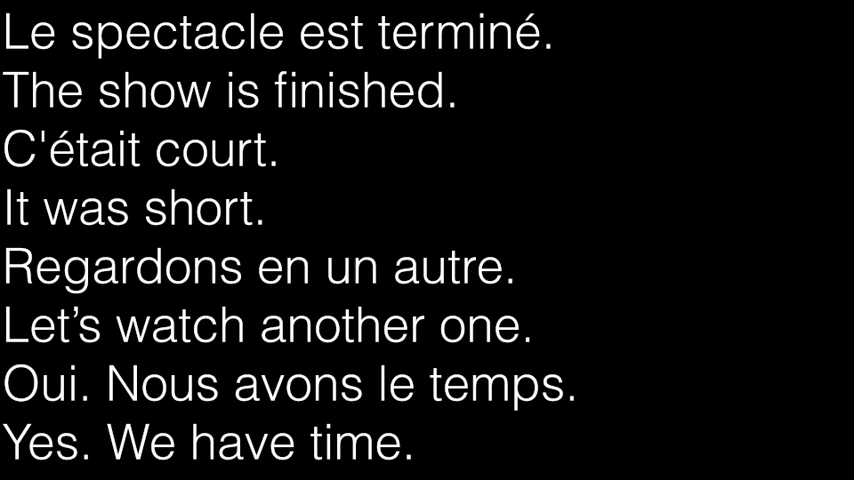 Le spectacle est terminé.
The show is finished.
C'était court.
It was short.
Regardons en un autre.
Let’s watch another one.
Oui. Nous avons le temps.
Yes. We have time.